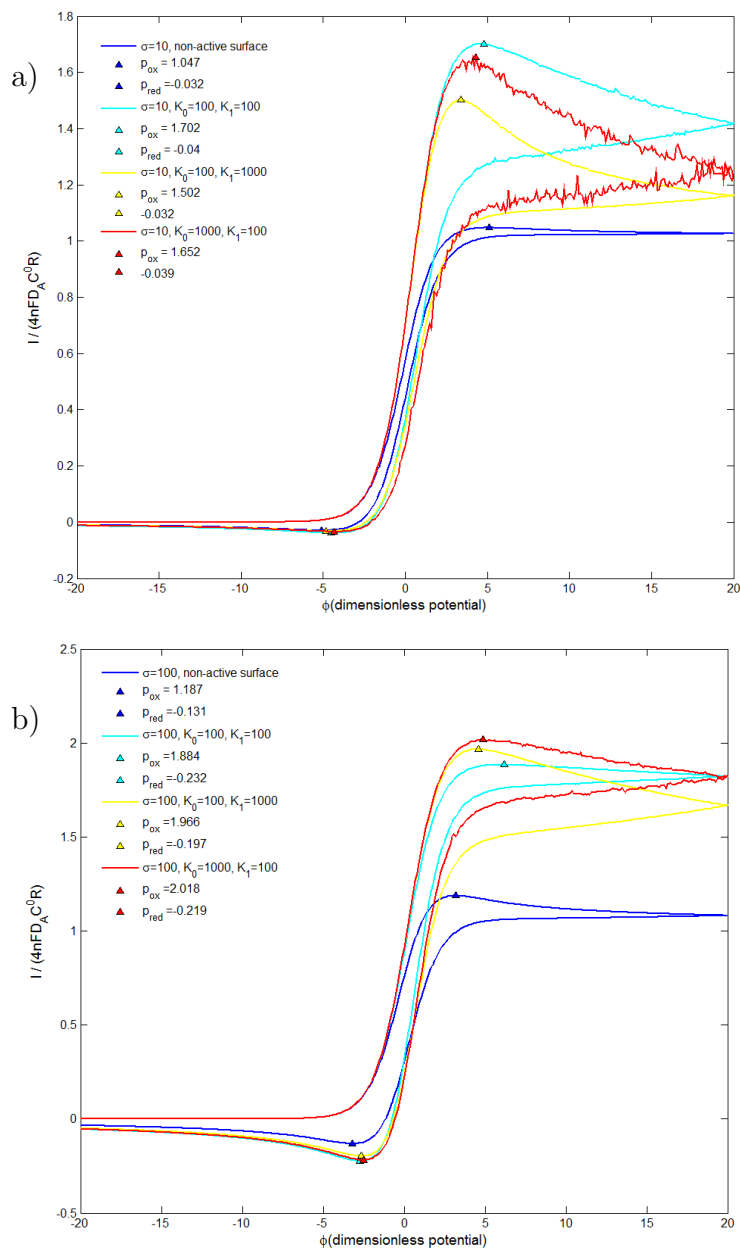 a)
1.8
1.6
1.4
1.2
1
0.8
0.6
0.4
0.2
0
-0.2
I / (4nFD_AC^0R)
σ=10, non-active surface
p_ox = 1.047
p_red=-0.032
σ=10, K_0=100, K_1=100
p_ox = 1.702
p_red =-0.04
σ=10, K_0=100, K_1=1000
p_ox = 1.502
-0.032
σ=10, K_0=1000, K_1=100
p_ox = 1.652
-0.039
-20 -15 -10 -5 0 5 10 15 20
ϕ(dimensionless potential)
b)
2.5
2
1.5
1
0.5
0
-0.5
I / (4nFD_AC^0R)
σ=100, non-active surface
p_ox = 1.187
p_red=-0.131
σ=100, K_0=100, K_1=100
p_ox = 1.884
p_red =-0.232
σ=100, K_0=100, K_1=1000
p_ox = 1.966
p_red =-0.197
σ=100, K_0=1000, K_1=100
p_ox =2.018
p_red =-0.219
-20 -15 -10 -5 0 5 10 15 20
ϕ(dimensionless potential)